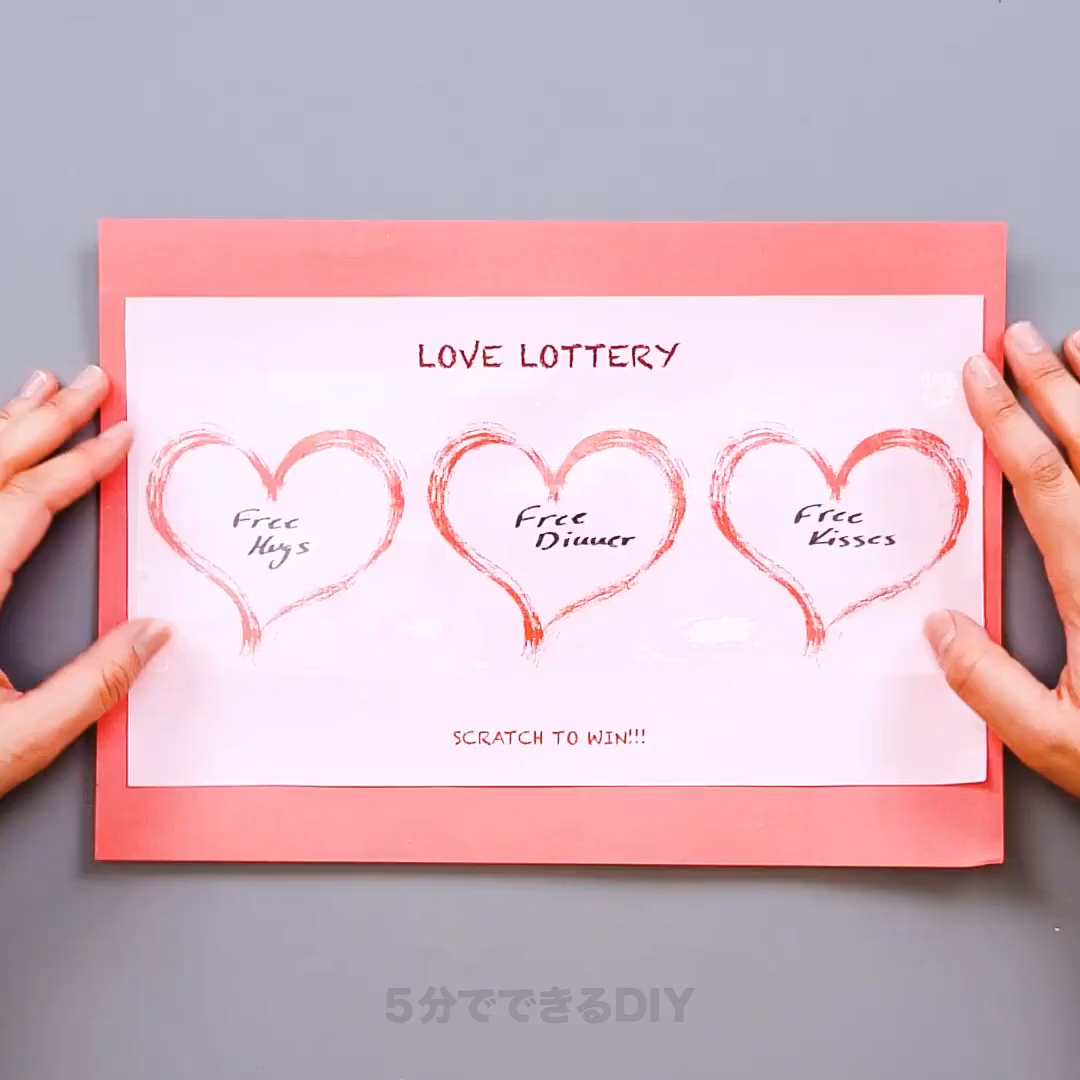 LOVE LOTTERY
Free
Hugs
Free
Dinner
Free
Kisses
SCRATCH TO WIN!!!
5分でできるDIY